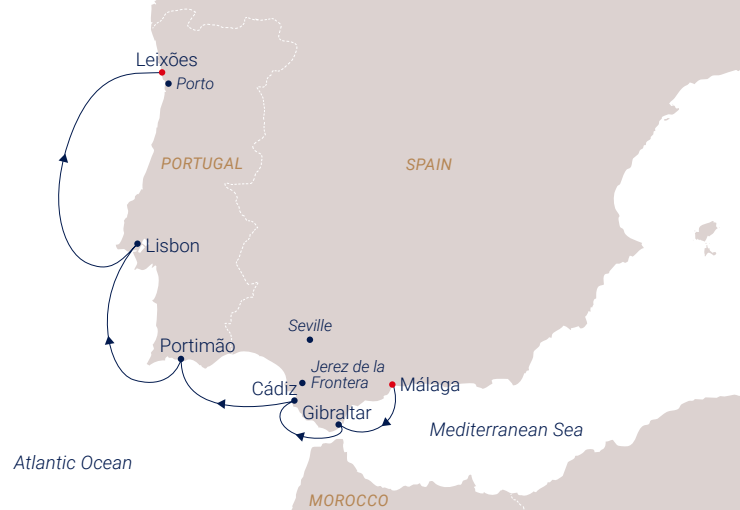 Leixões
Porto
PORTUGAL
SPAIN
Lisbon
Seville
Portimão
Jerez de la
Frontera
Cádiz
Málaga
Gibraltar
Mediterranean Sea
Atlantic Ocean
MOROCCO